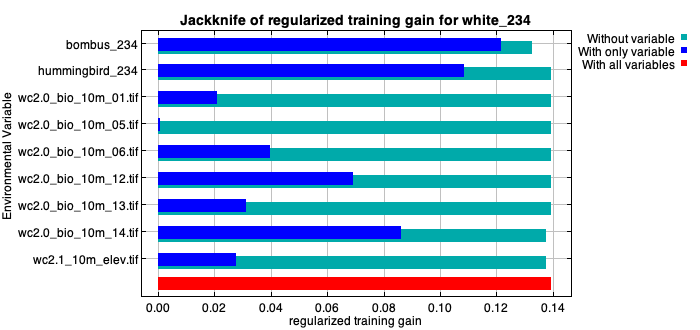 Jackknife of regularized training gain for white_234
Environmental Variable
bombus_234
hummingbird_234
wc2.0_bio_10m_01.tif
wc2.0_bio_10m_05.tif
wc2.0_bio_10m_06.tif
wc2.0_bio_10m_12.tif
wc2.0_bio_10m_13.tif
wc2.0_bio_10m_14.tif
wc2.1_10m_elev.tif
0.00 0.02 0.04 0.06 0.08 0.10 0.12 0.14
regularized training gain
Without variable
With only variable
With all variables